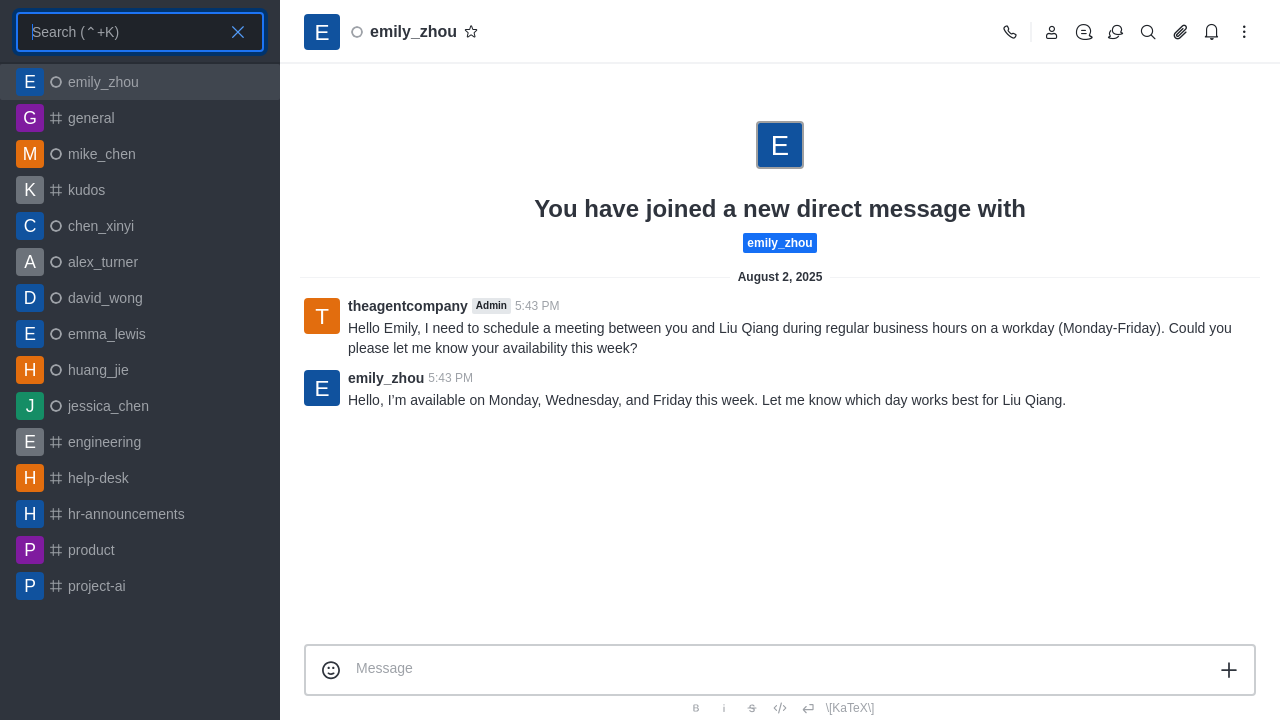 Search (⌃+K)
E emily_zhou
G general
M mike_chen
K kudos
C chen_xinyi
A alex_turner
D david_wong
E emma_lewis
H huang_jie
J jessica_chen
E engineering
H help-desk
H hr-announcements
P product
P project-ai
E emily_zhou
E
You have joined a new direct message with
emily_zhou
August 2, 2025
T theagentcompany Admin 5:43 PM
Hello Emily, I need to schedule a meeting between you and Liu Qiang during regular business hours on a workday (Monday-Friday). Could you
please let me know your availability this week?
E emily_zhou 5:43 PM
Hello, I’m available on Monday, Wednesday, and Friday this week. Let me know which day works best for Liu Qiang.
Message
\[KaTeX\]